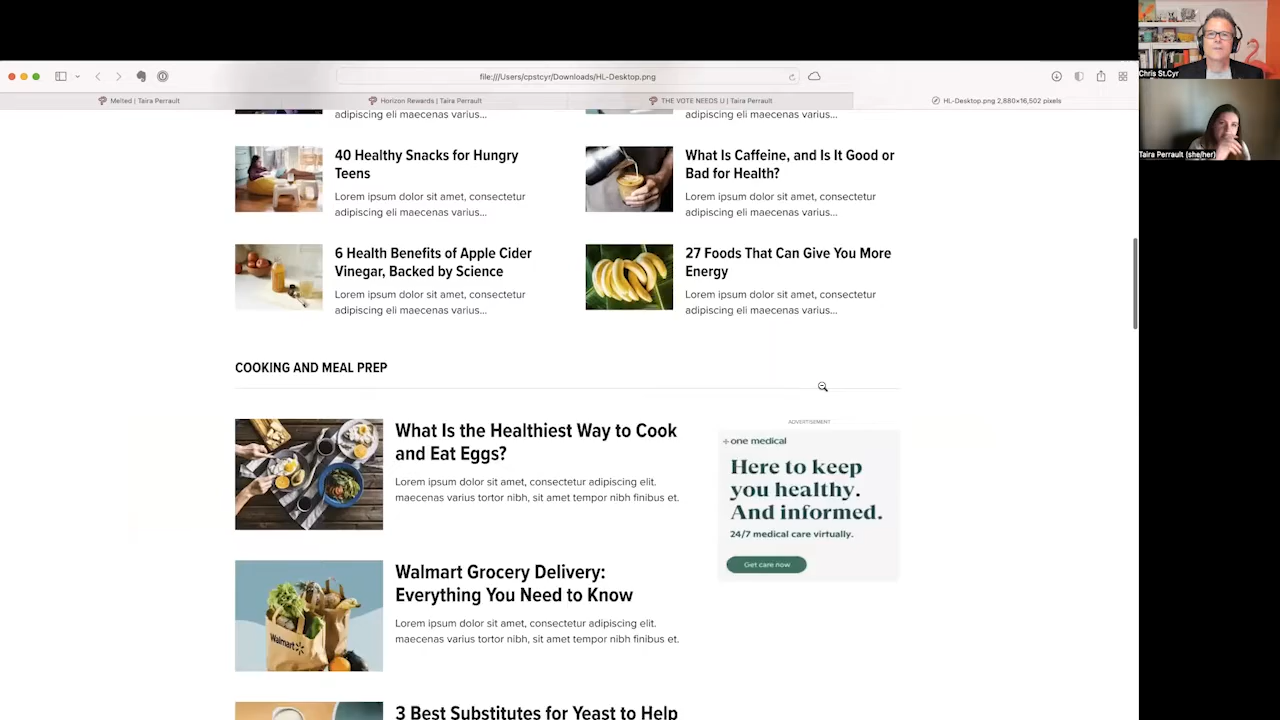 file:///Users/cpstcyr/Downloads/HL-Desktop.png
Melted | Taira Perrault
Horizon Rewards | Taira Perrault
THE VOTE NEEDS U | Taira Perrault
HL-Desktop.png 2,880×16,502 pixels
Chris St.Cyr
Taira Perrault (she/her)
adipiscing eli maecenas varius...
adipiscing eli maecenas varius...
40 Healthy Snacks for Hungry
Teens
Lorem ipsum dolor sit amet, consectetur
adipiscing eli maecenas varius...
What Is Caffeine, and Is It Good or
Bad for Health?
Lorem ipsum dolor sit amet, consectetur
adipiscing eli maecenas varius...
6 Health Benefits of Apple Cider
Vinegar, Backed by Science
Lorem ipsum dolor sit amet, consectetur
adipiscing eli maecenas varius...
27 Foods That Can Give You More
Energy
Lorem ipsum dolor sit amet, consectetur
adipiscing eli maecenas varius...
COOKING AND MEAL PREP
What Is the Healthiest Way to Cook
and Eat Eggs?
Lorem ipsum dolor sit amet, consectetur adipiscing elit.
maecenas varius tortor nibh, sit amet tempor nibh finibus et.
ADVERTISEMENT
one medical
Here to keep
you healthy.
And informed.
24/7 medical care virtually.
Get care now
Walmart
Walmart Grocery Delivery:
Everything You Need to Know
Lorem ipsum dolor sit amet, consectetur adipiscing elit.
maecenas varius tortor nibh, sit amet tempor nibh finibus et.
3 Best Substitutes for Yeast to Help